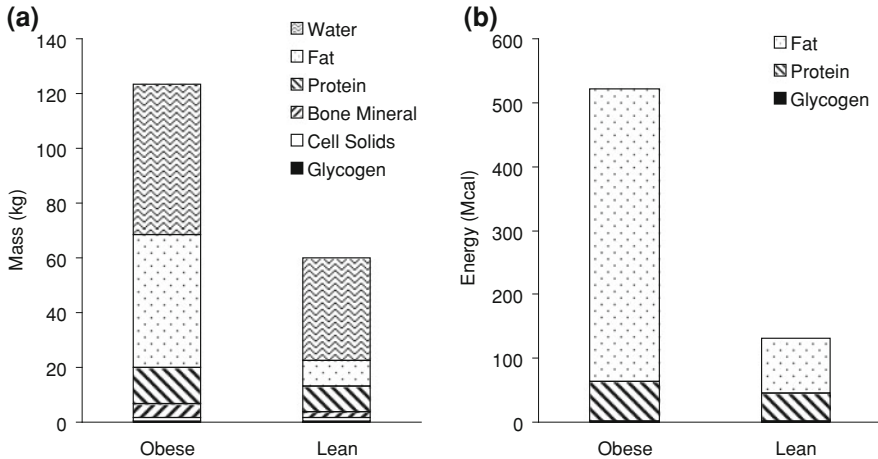 (a)
140
120
100
80
60
40
20
0
Mass (kg)
Water
Fat
Protein
Bone Mineral
Cell Solids
Glycogen
Obese
Lean
(b)
600
500
400
300
200
100
0
Energy (Mcal)
Fat
Protein
Glycogen
Obese
Lean